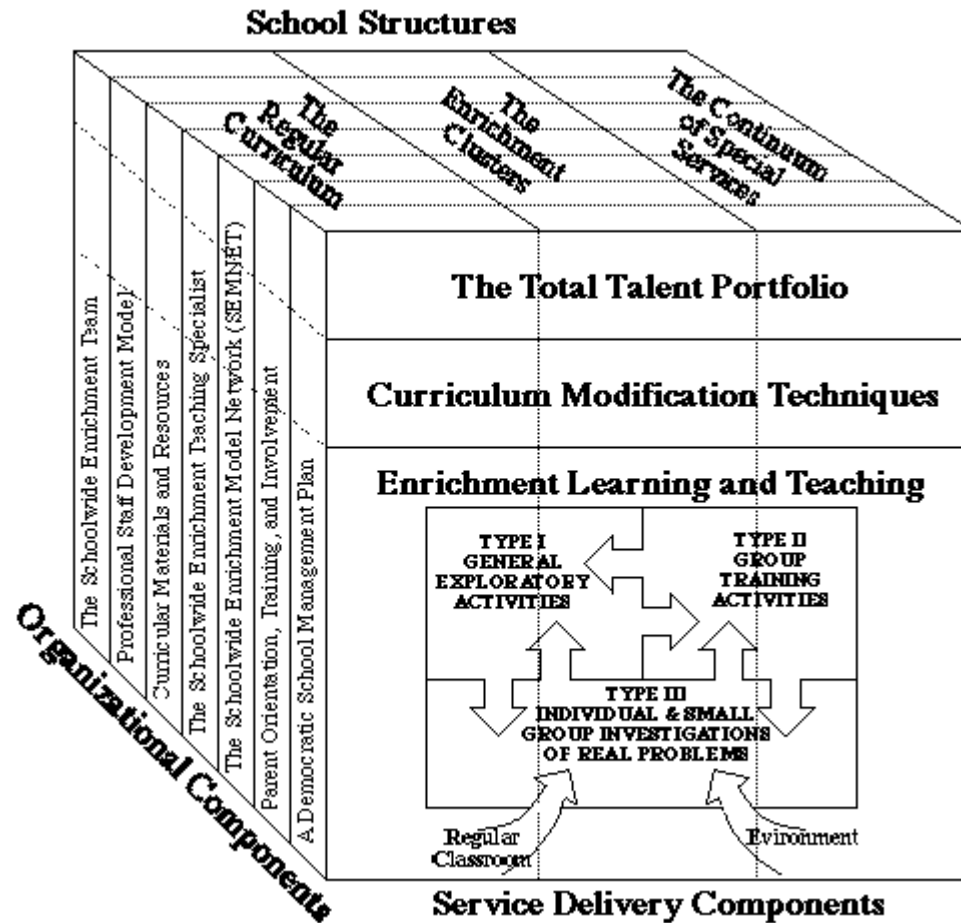 School Structures
The
Regular
Curriculum
The
Enrichment
Clusters
The Continuum
of Special
Services
The Total Talent Portfolio
Curriculum Modification Techniques
Enrichment Learning and Teaching
TYPE I
GENERAL
EXPLORATORY
ACTIVITIES
TYPE II
GROUP
TRAINING
ACTIVITIES
TYPE III
INDIVIDUAL & SMALL
GROUP INVESTIGATIONS
OF REAL PROBLEMS
Regular
Classroom
Evironment
Service Delivery Components
The Schoolwide Enrichment Team
Professional Staff Development Model
Curricular Materials and Resources
The Schoolwide Enrichment Teaching Specialist
The Schoolwide Enrichment Model Network (SEMNET)
Parent Orientation, Training, and Involvement
A Democratic School Management Plan
Organizational Components